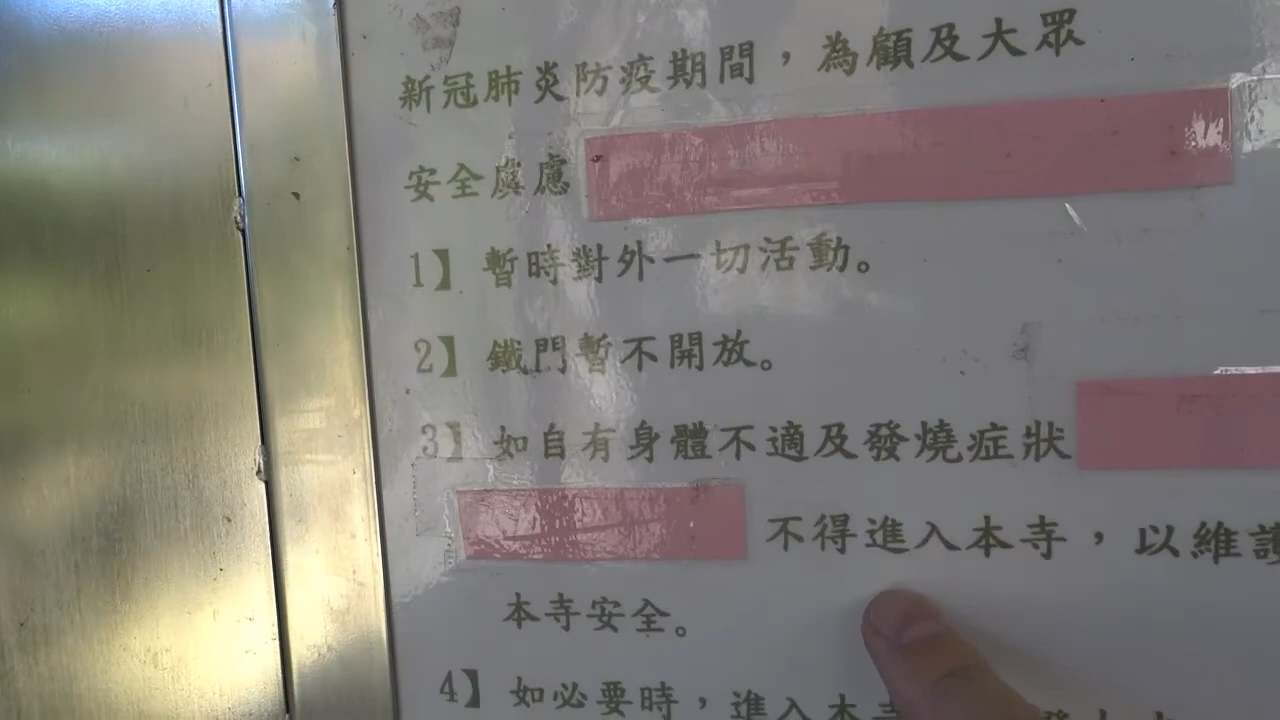 新冠肺炎防疫期間，為顧及大眾
安全虞慮
1】暫時對外一切活動。
2】鐵門暫不開放。
3】如自有身體不適及發燒症狀
不得進入本寺，以維護
本寺安全。
4】如必要時，進入本寺